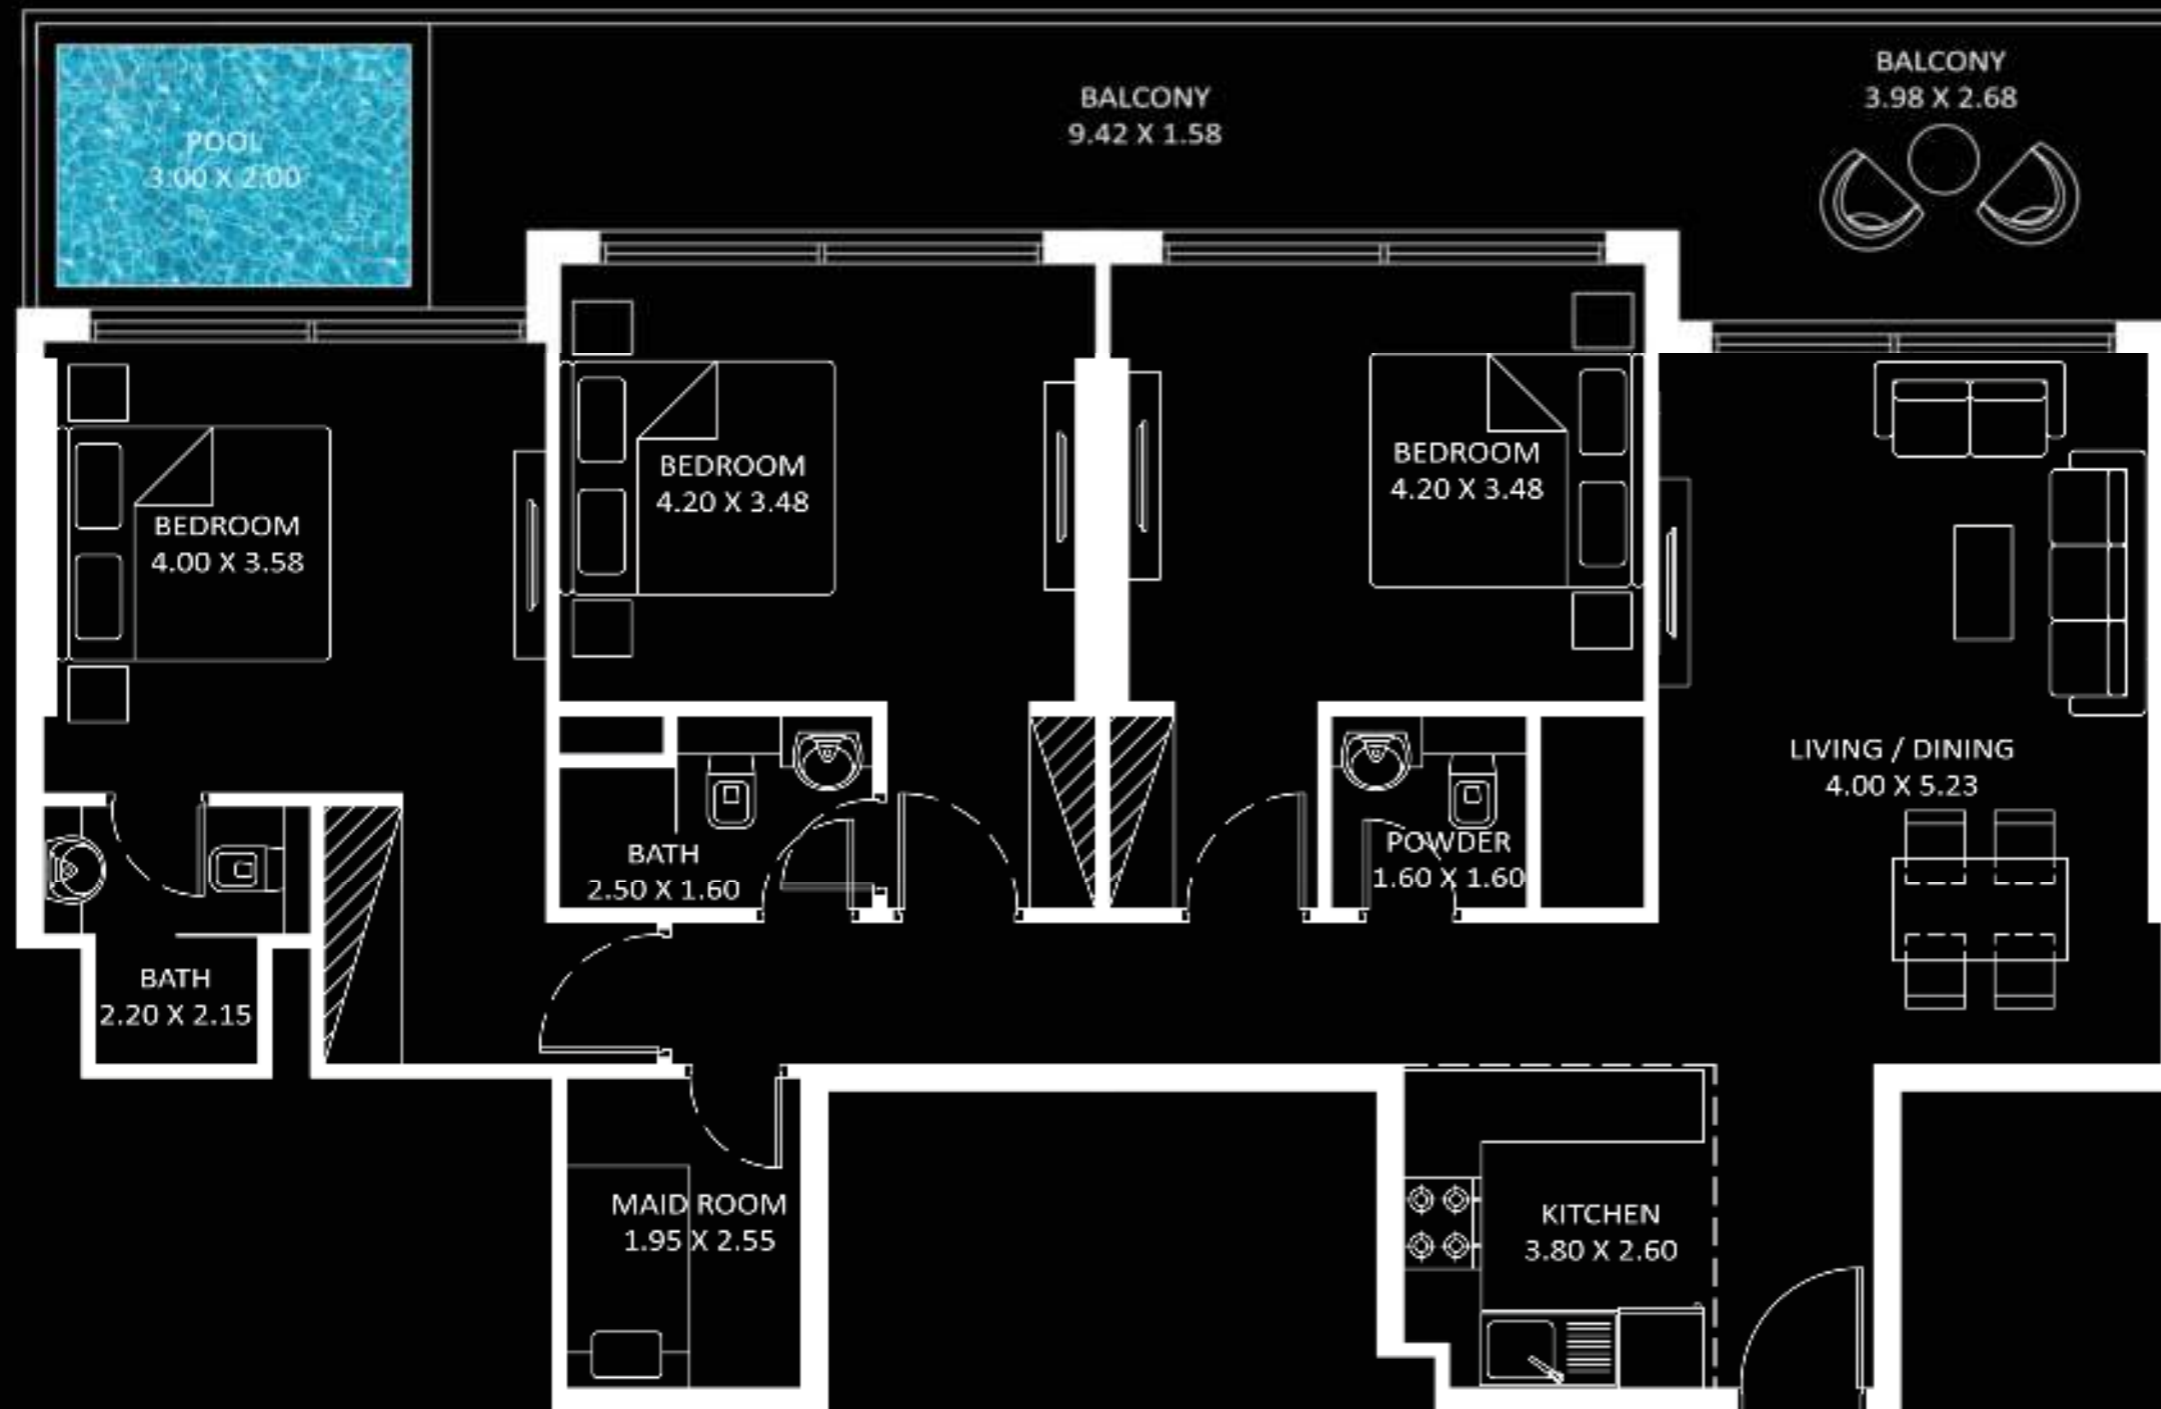 BALCONY
3.98 X 2.68
BALCONY
9.42 X 1.58
POOL
3.00 X 2.00
BEDROOM
4.00 X 3.58
BEDROOM
4.20 X 3.48
BEDROOM
4.20 X 3.48
LIVING / DINING
4.00 X 5.23
BATH
2.50 X 1.60
POWDER
1.60 X 1.60
BATH
2.20 X 2.15
MAID ROOM
1.95 X 2.55
KITCHEN
3.80 X 2.60